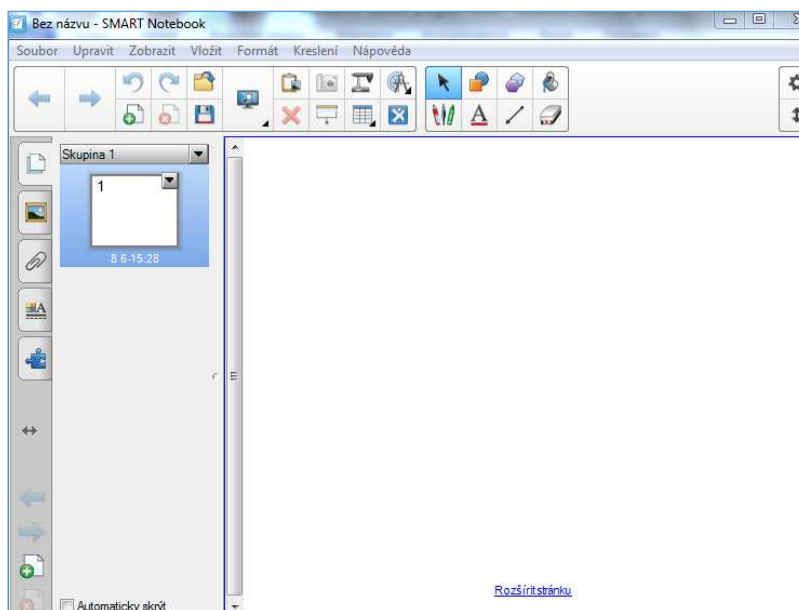 Bez názvu - SMART Notebook
Soubor Upravit Zobrazit Vložit Formát Kreslení Nápověda
Skupina 1
1
8 6-15:28
Rozšířit stránku
Automaticky skrýt